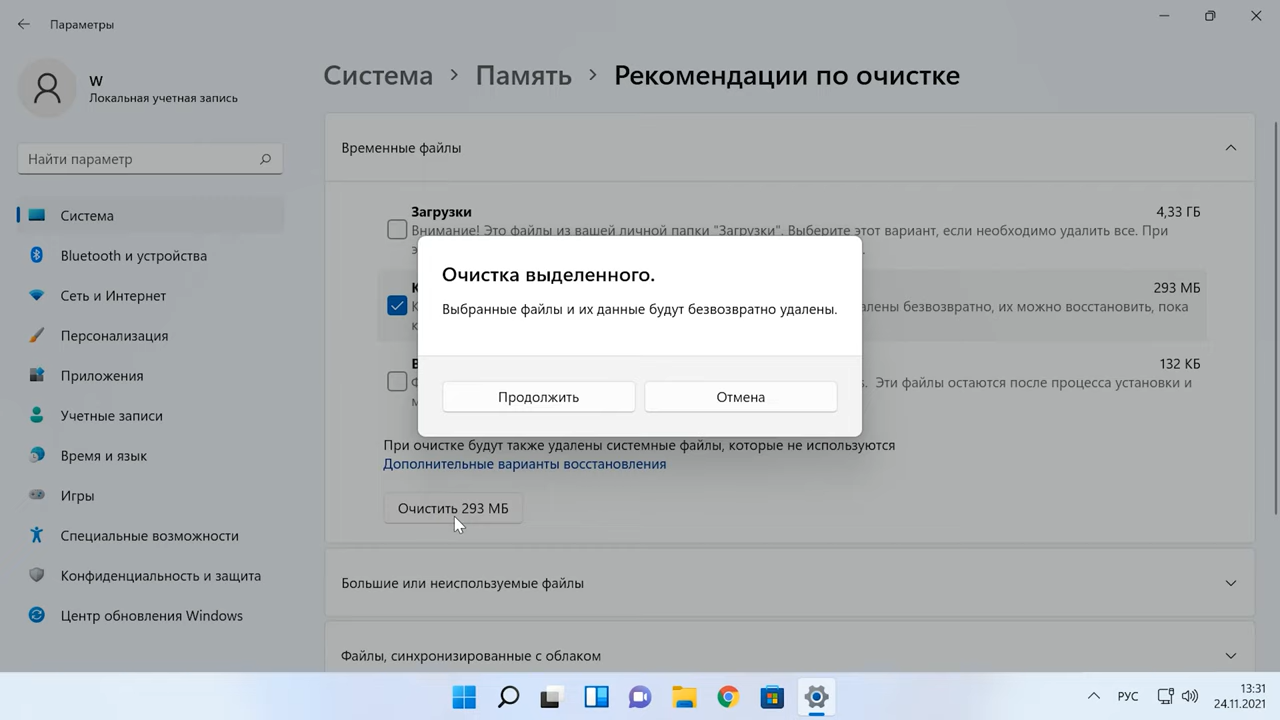 Параметры
W
Локальная учетная запись
Найти параметр
Система
Bluetooth и устройства
Сеть и Интернет
Персонализация
Приложения
Учетные записи
Время и язык
Игры
Специальные возможности
Конфиденциальность и защита
Центр обновления Windows
Система > Память > Рекомендации по очистке
Временные файлы
Загрузки 4,33 ГБ
Внимание! Это файлы из вашей личной папки "Загрузки". Выберите этот вариант, если необходимо удалить все. При
293 МБ
безвозвратно, их можно восстановить, пока
132 КБ
Эти файлы остаются после процесса установки и
Очистка выделенного.
Выбранные файлы и их данные будут безвозвратно удалены.
Продолжить Отмена
При очистке будут также удалены системные файлы, которые не используются
Дополнительные варианты восстановления
Очистить 293 МБ
Большие или неиспользуемые файлы
Файлы, синхронизированные с облаком
РУС
13:31
24.11.2021